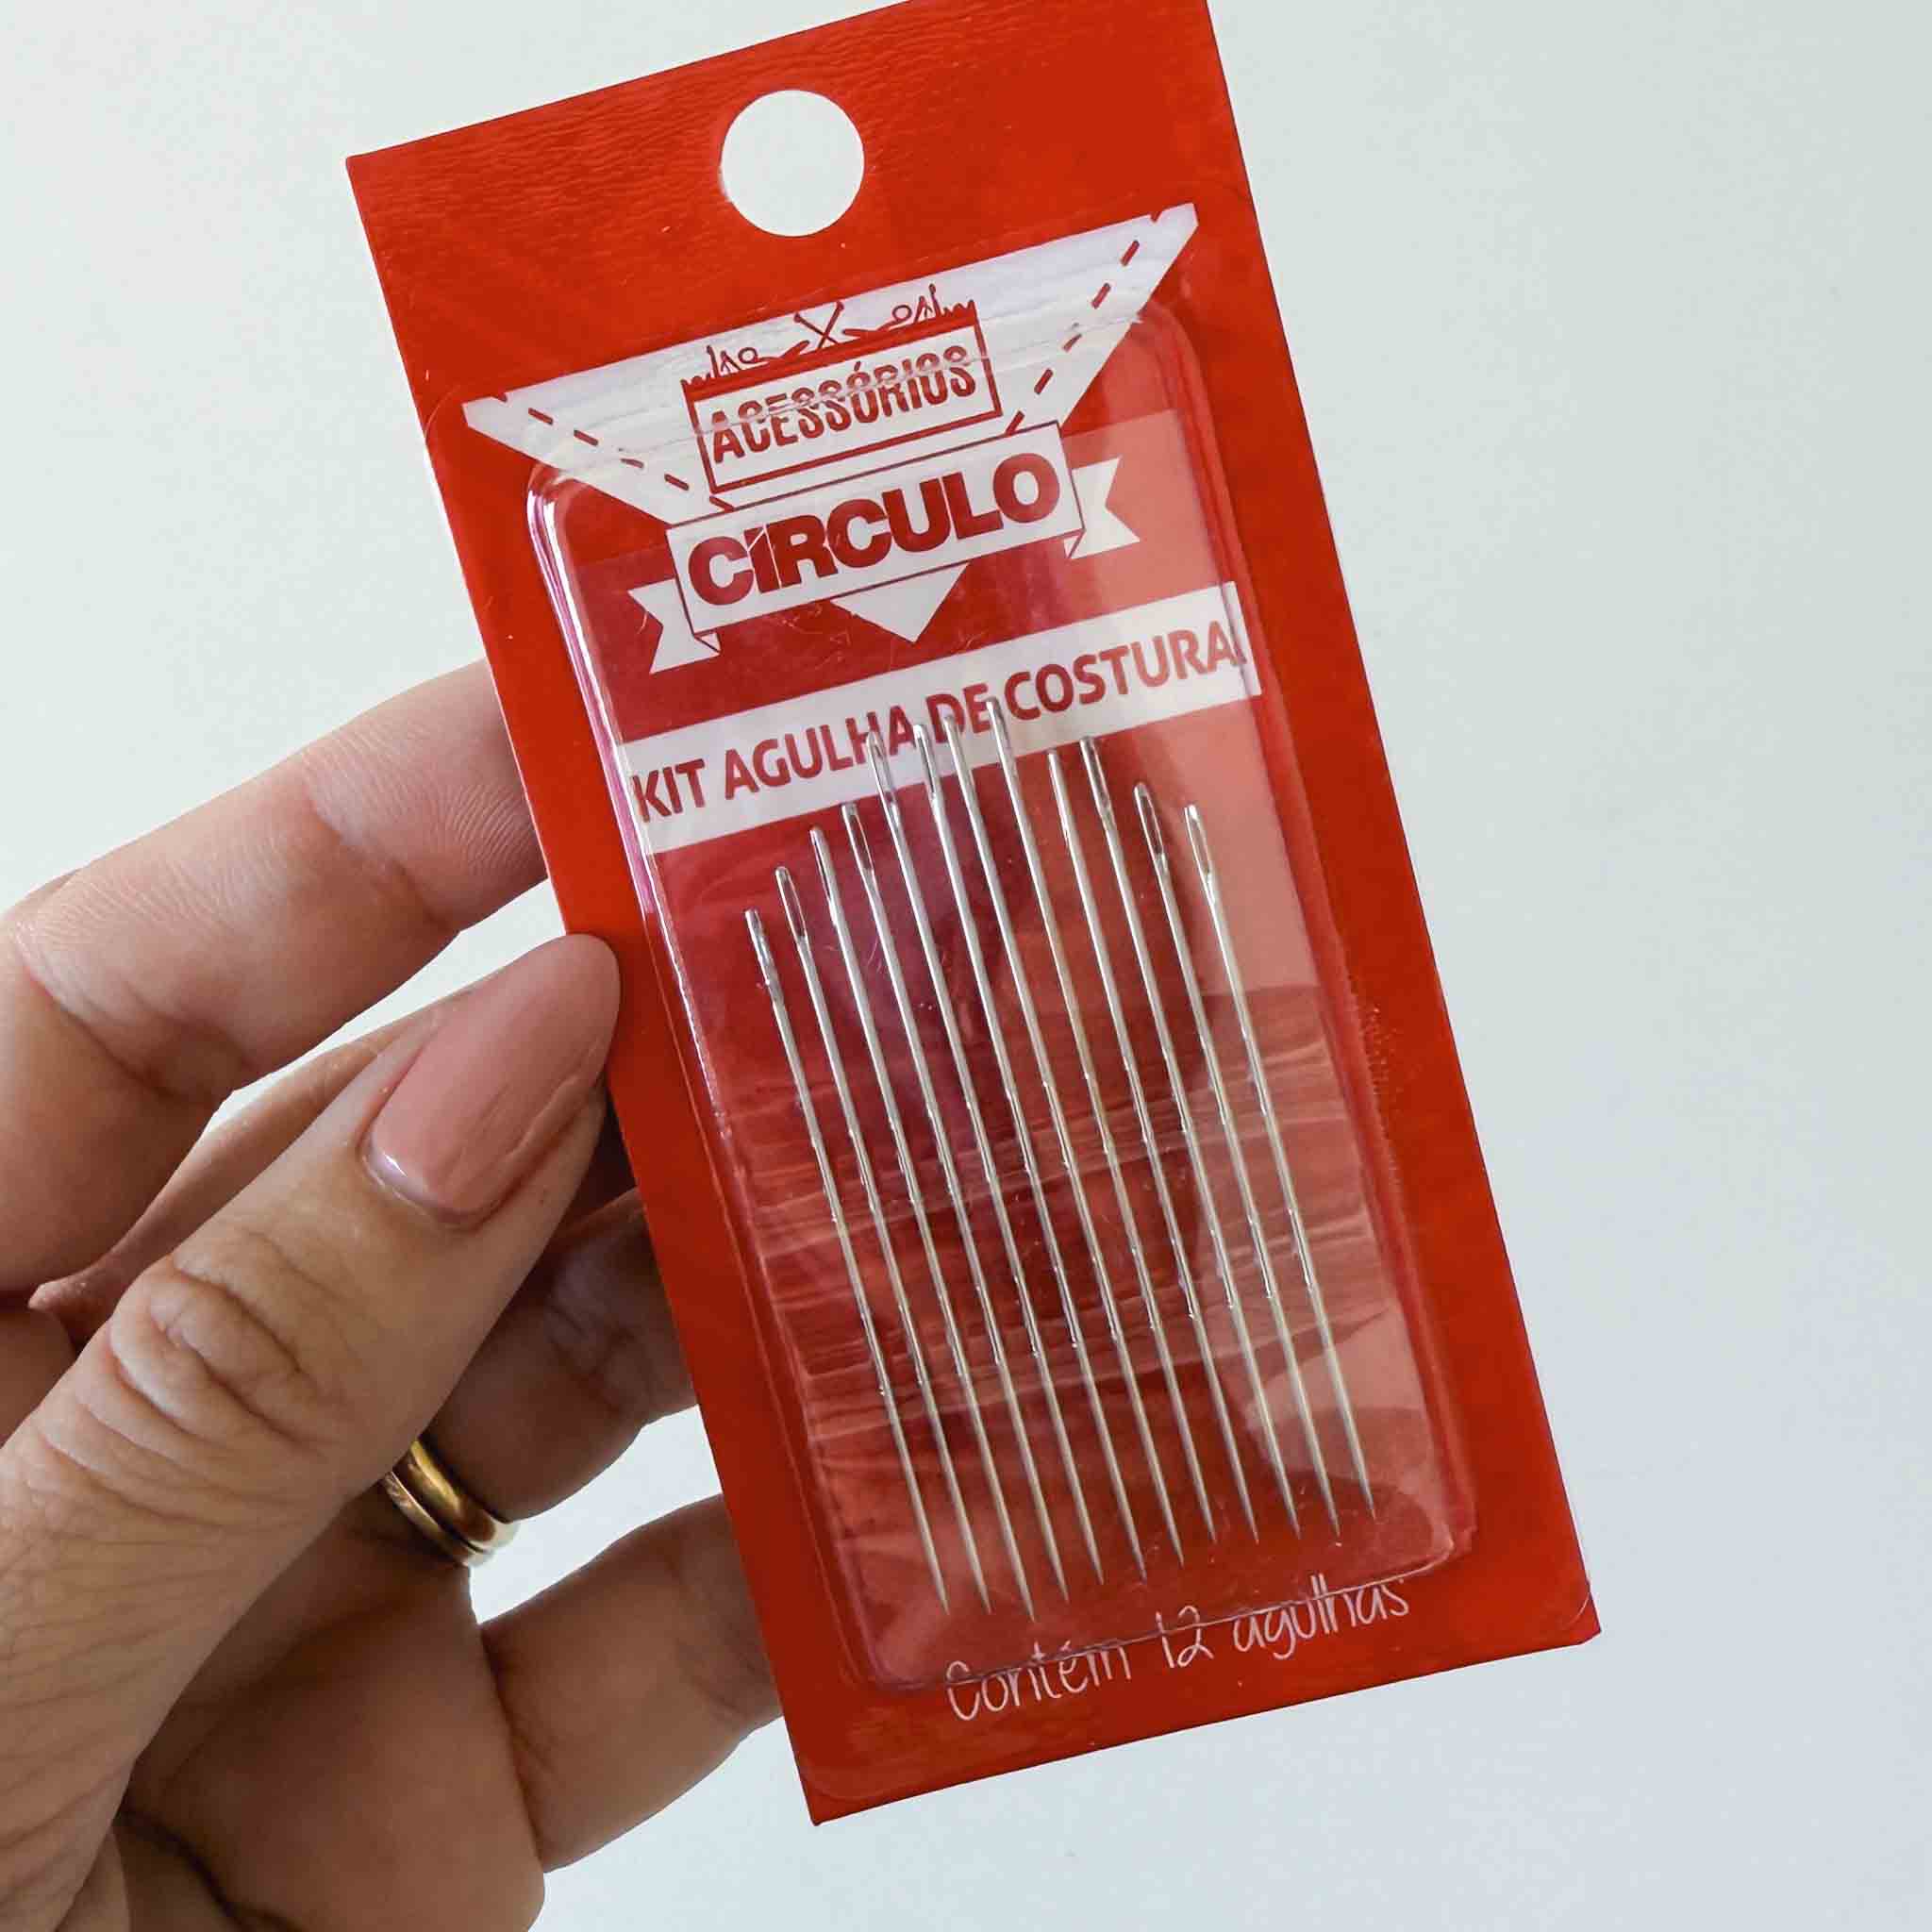 ACESSÓRIOS
CÍRCULO
KIT AGULHA DE COSTURA
Contém 12 agulhas